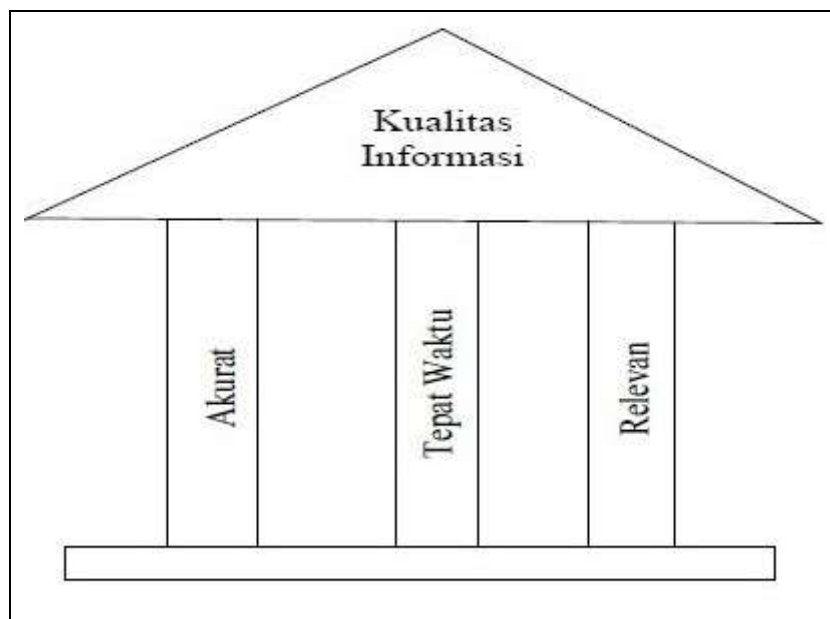 Kualitas
Informasi
Akurat
Tepat Waktu
Relevan